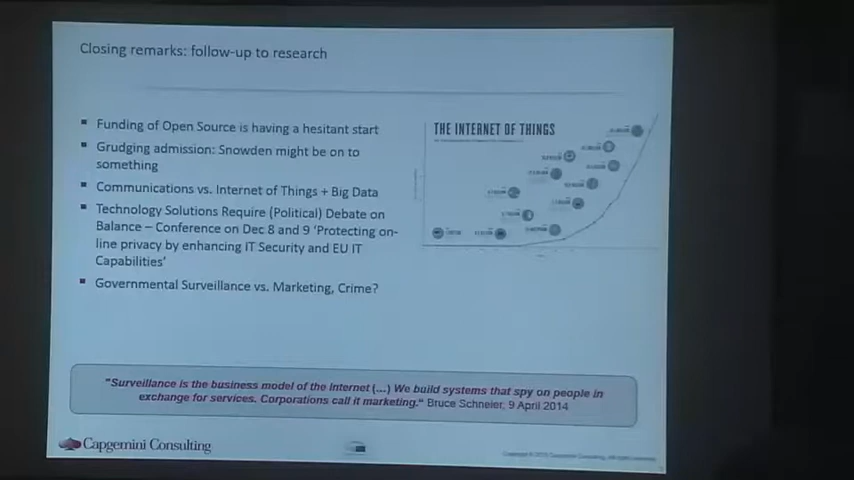 Closing remarks: follow-up to research
▪ Funding of Open Source is having a hesitant start
▪ Grudging admission: Snowden might be on to
something
▪ Communications vs. Internet of Things + Big Data
▪ Technology Solutions Require (Political) Debate on
Balance – Conference on Dec 8 and 9 ‘Protecting on-
line privacy by enhancing IT Security and EU IT
Capabilities’
▪ Governmental Surveillance vs. Marketing, Crime?
THE INTERNET OF THINGS
"Surveillance is the business model of the Internet (...) We build systems that spy on people in
exchange for services. Corporations call it marketing." Bruce Schneier, 9 April 2014
Capgemini Consulting